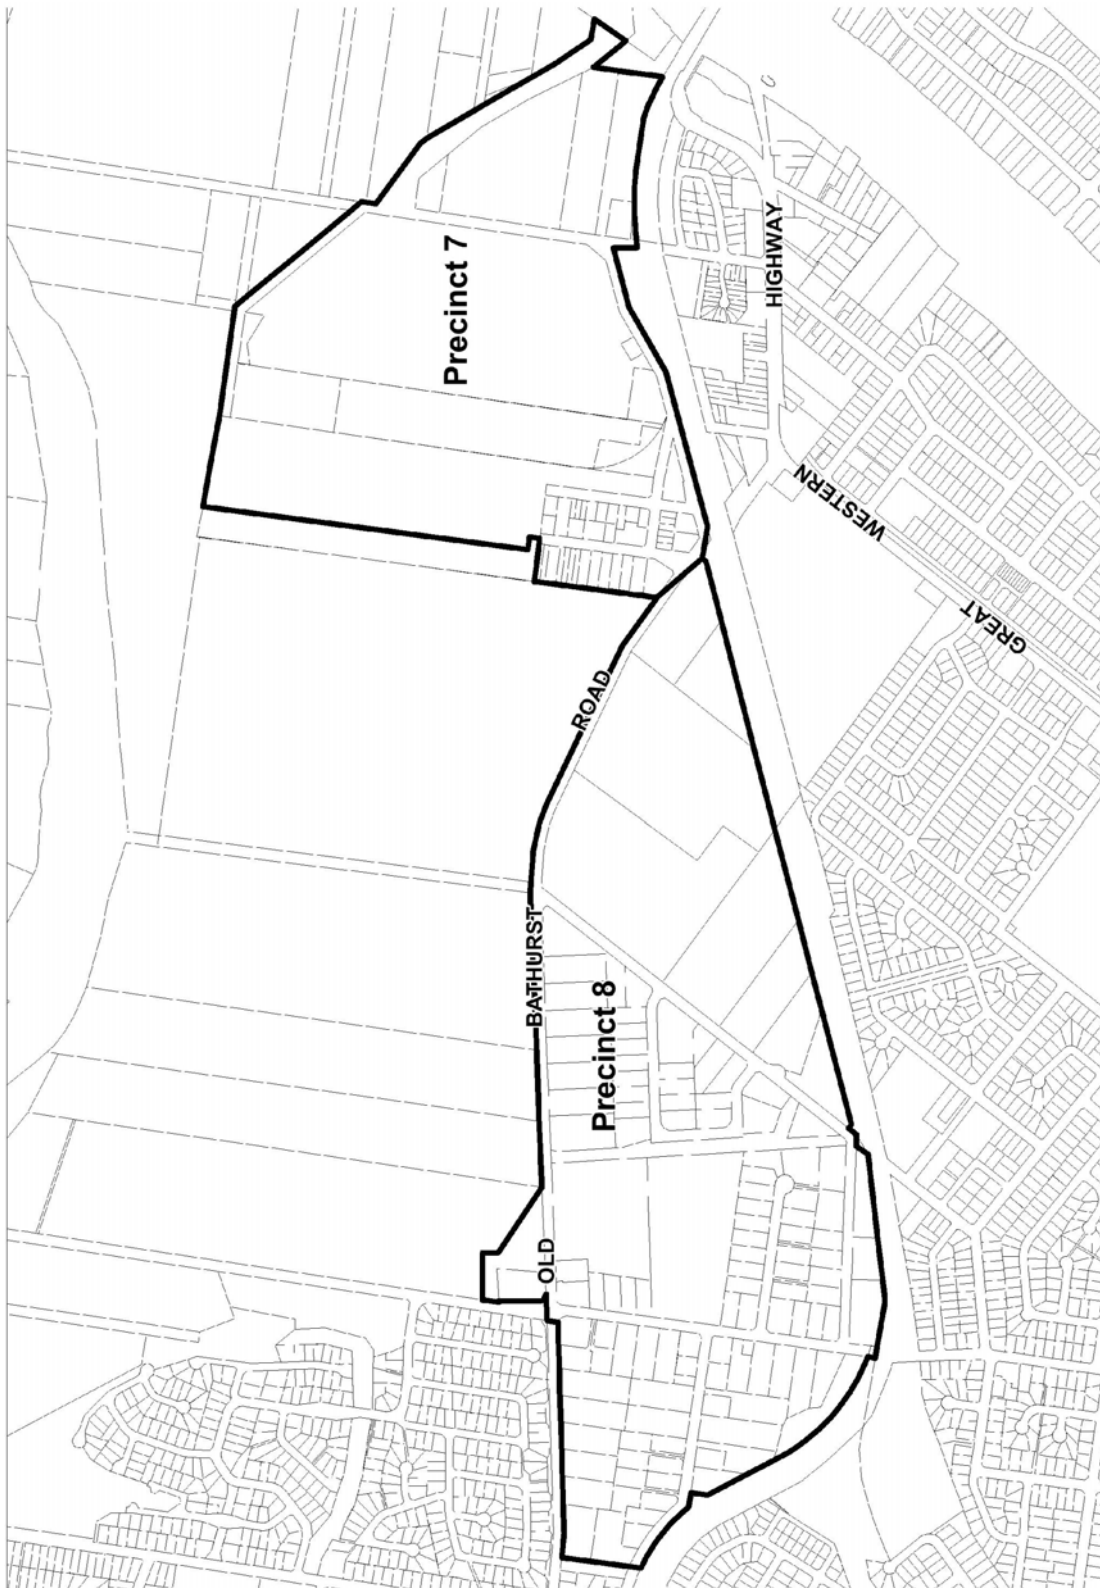 Precinct 7
HIGHWAY
WESTERN
GREAT
ROAD
BATHURST
OLD
Precinct 8